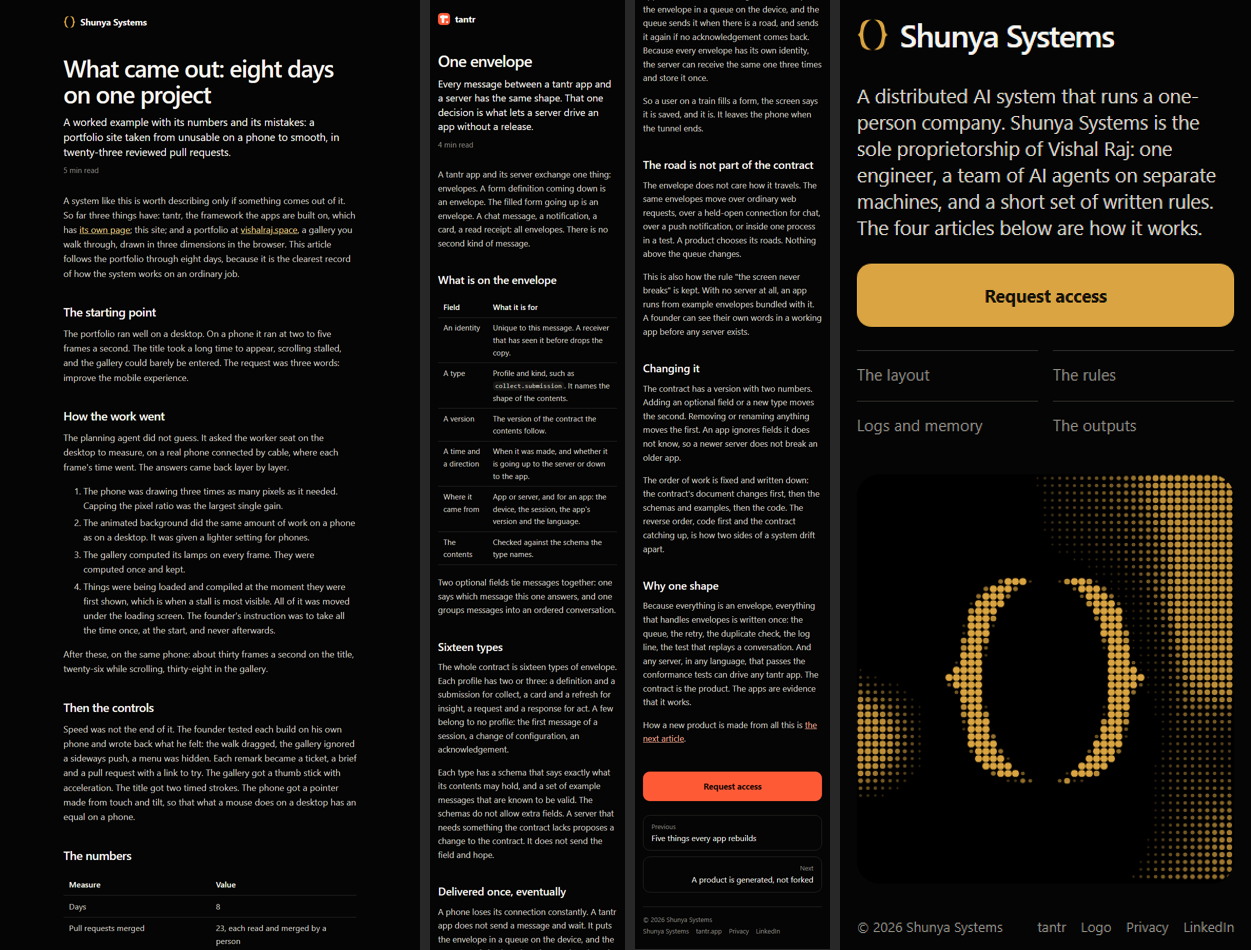 Shunya Systems
What came out: eight days
on one project
A worked example with its numbers and its mistakes: a
portfolio site taken from unusable on a phone to smooth, in
twenty-three reviewed pull requests.
5 min read
A system like this is worth describing only if something comes out of it.
So far three things have: tantr, the framework the apps are built on, which
has its own page; this site; and a portfolio at vishalraj.space, a gallery you
walk through, drawn in three dimensions in the browser. This article
follows the portfolio through eight days, because it is the clearest record
of how the system works on an ordinary job.
The starting point
The portfolio ran well on a desktop. On a phone it ran at two to five
frames a second. The title took a long time to appear, scrolling stalled,
and the gallery could barely be entered. The request was three words:
improve the mobile experience.
How the work went
The planning agent did not guess. It asked the worker seat on the
desktop to measure, on a real phone connected by cable, where each
frame's time went. The answers came back layer by layer.
1. The phone was drawing three times as many pixels as it needed.
Capping the pixel ratio was the largest single gain.
2. The animated background did the same amount of work on a phone
as on a desktop. It was given a lighter setting for phones.
3. The gallery computed its lamps on every frame. They were
computed once and kept.
4. Things were being loaded and compiled at the moment they were
first shown, which is when a stall is most visible. All of it was moved
under the loading screen. The founder's instruction was to take all
the time once, at the start, and never afterwards.
After these, on the same phone: about thirty frames a second on the title,
twenty-six while scrolling, thirty-eight in the gallery.
Then the controls
Speed was not the end of it. The founder tested each build on his own
phone and wrote back what he felt: the walk dragged, the gallery ignored
a sideways push, a menu was hidden. Each remark became a ticket, a brief
and a pull request with a link to try. The gallery got a thumb stick with
acceleration. The title got two timed strokes. The phone got a pointer
made from touch and tilt, so that what a mouse does on a desktop has an
equal on a phone.
The numbers
Measure Value
Days 8
Pull requests merged 23, each read and merged by a
person
tantr
One envelope
Every message between a tantr app and
a server has the same shape. That one
decision is what lets a server drive an
app without a release.
4 min read
A tantr app and its server exchange one thing:
envelopes. A form definition coming down is
an envelope. The filled form going up is an
envelope. A chat message, a notification, a
card, a read receipt: all envelopes. There is no
second kind of message.
What is on the envelope
Field What it is for
An identity Unique to this message. A receiver
that has seen it before drops the
copy.
A type Profile and kind, such as
collect.submission. It names the
shape of the contents.
A version The version of the contract the
contents follow.
A time and When it was made, and whether it
a direction is going up to the server or down
to the app.
Where it App or server, and for an app: the
came from device, the session, the app's
version and the language.
The Checked against the schema the
contents type names.
Two optional fields tie messages together: one
says which message this one answers, and one
groups messages into an ordered conversation.
Sixteen types
The whole contract is sixteen types of envelope.
Each profile has two or three: a definition and a
submission for collect, a card and a refresh for
insight, a request and a response for act. A few
belong to no profile: the first message of a
session, a change of configuration, an
acknowledgement.
Each type has a schema that says exactly what
its contents may hold, and a set of example
messages that are known to be valid. The
schemas do not allow extra fields. A server that
needs something the contract lacks proposes a
change to the contract. It does not send the
field and hope.
Delivered once, eventually
A phone loses its connection constantly. A tantr
app does not send a message and wait. It puts
the envelope in a queue on the device, and the
the envelope in a queue on the device, and the
queue sends it when there is a road, and sends
it again if no acknowledgement comes back.
Because every envelope has its own identity,
the server can receive the same one three times
and store it once.
So a user on a train fills a form, the screen says
it is saved, and it is. It leaves the phone when
the tunnel ends.
The road is not part of the contract
The envelope does not care how it travels. The
same envelopes move over ordinary web
requests, over a held-open connection for chat,
over a push notification, or inside one process
in a test. A product chooses its roads. Nothing
above the queue changes.
This is also how the rule "the screen never
breaks" is kept. With no server at all, an app
runs from example envelopes bundled with it.
A founder can see their own words in a working
app before any server exists.
Changing it
The contract has a version with two numbers.
Adding an optional field or a new type moves
the second. Removing or renaming anything
moves the first. An app ignores fields it does
not know, so a newer server does not break an
older app.
The order of work is fixed and written down:
the contract's document changes first, then the
schemas and examples, then the code. The
reverse order, code first and the contract
catching up, is how two sides of a system drift
apart.
Why one shape
Because everything is an envelope, everything
that handles envelopes is written once: the
queue, the retry, the duplicate check, the log
line, the test that replays a conversation. And
any server, in any language, that passes the
conformance tests can drive any tantr app. The
contract is the product. The apps are evidence
that it works.
How a new product is made from all this is the
next article.
Request access
Previous
Five things every app rebuilds
Next
A product is generated, not forked
© 2026 Shunya Systems
Shunya Systems tantr.app Privacy LinkedIn
Shunya Systems
A distributed AI system that runs a one-
person company. Shunya Systems is the
sole proprietorship of Vishal Raj: one
engineer, a team of AI agents on separate
machines, and a short set of written rules.
The four articles below are how it works.
Request access
The layout The rules
Logs and memory The outputs
© 2026 Shunya Systems tantr Logo Privacy LinkedIn